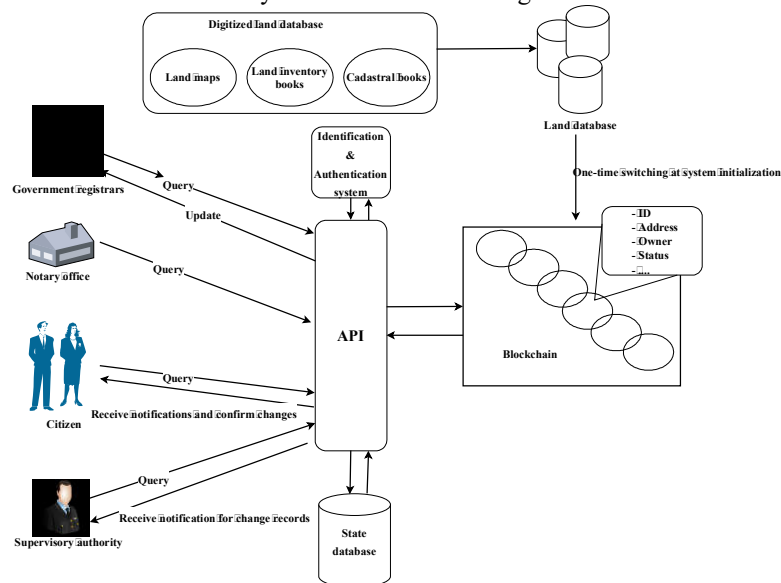 Digitized land database
Land maps
Land inventory
books
Cadastral books
Land database
Identification
&
Authentication
system
One-time switching at system initialization
Government registrars
Query
Update
- ID
- Address
- Owner
- Status
- ....
Notary office
Query
API
Blockchain
Query
Receive notifications and confirm changes
Citizen
Query
Receive notification for change records
Supervisory authority
State
database